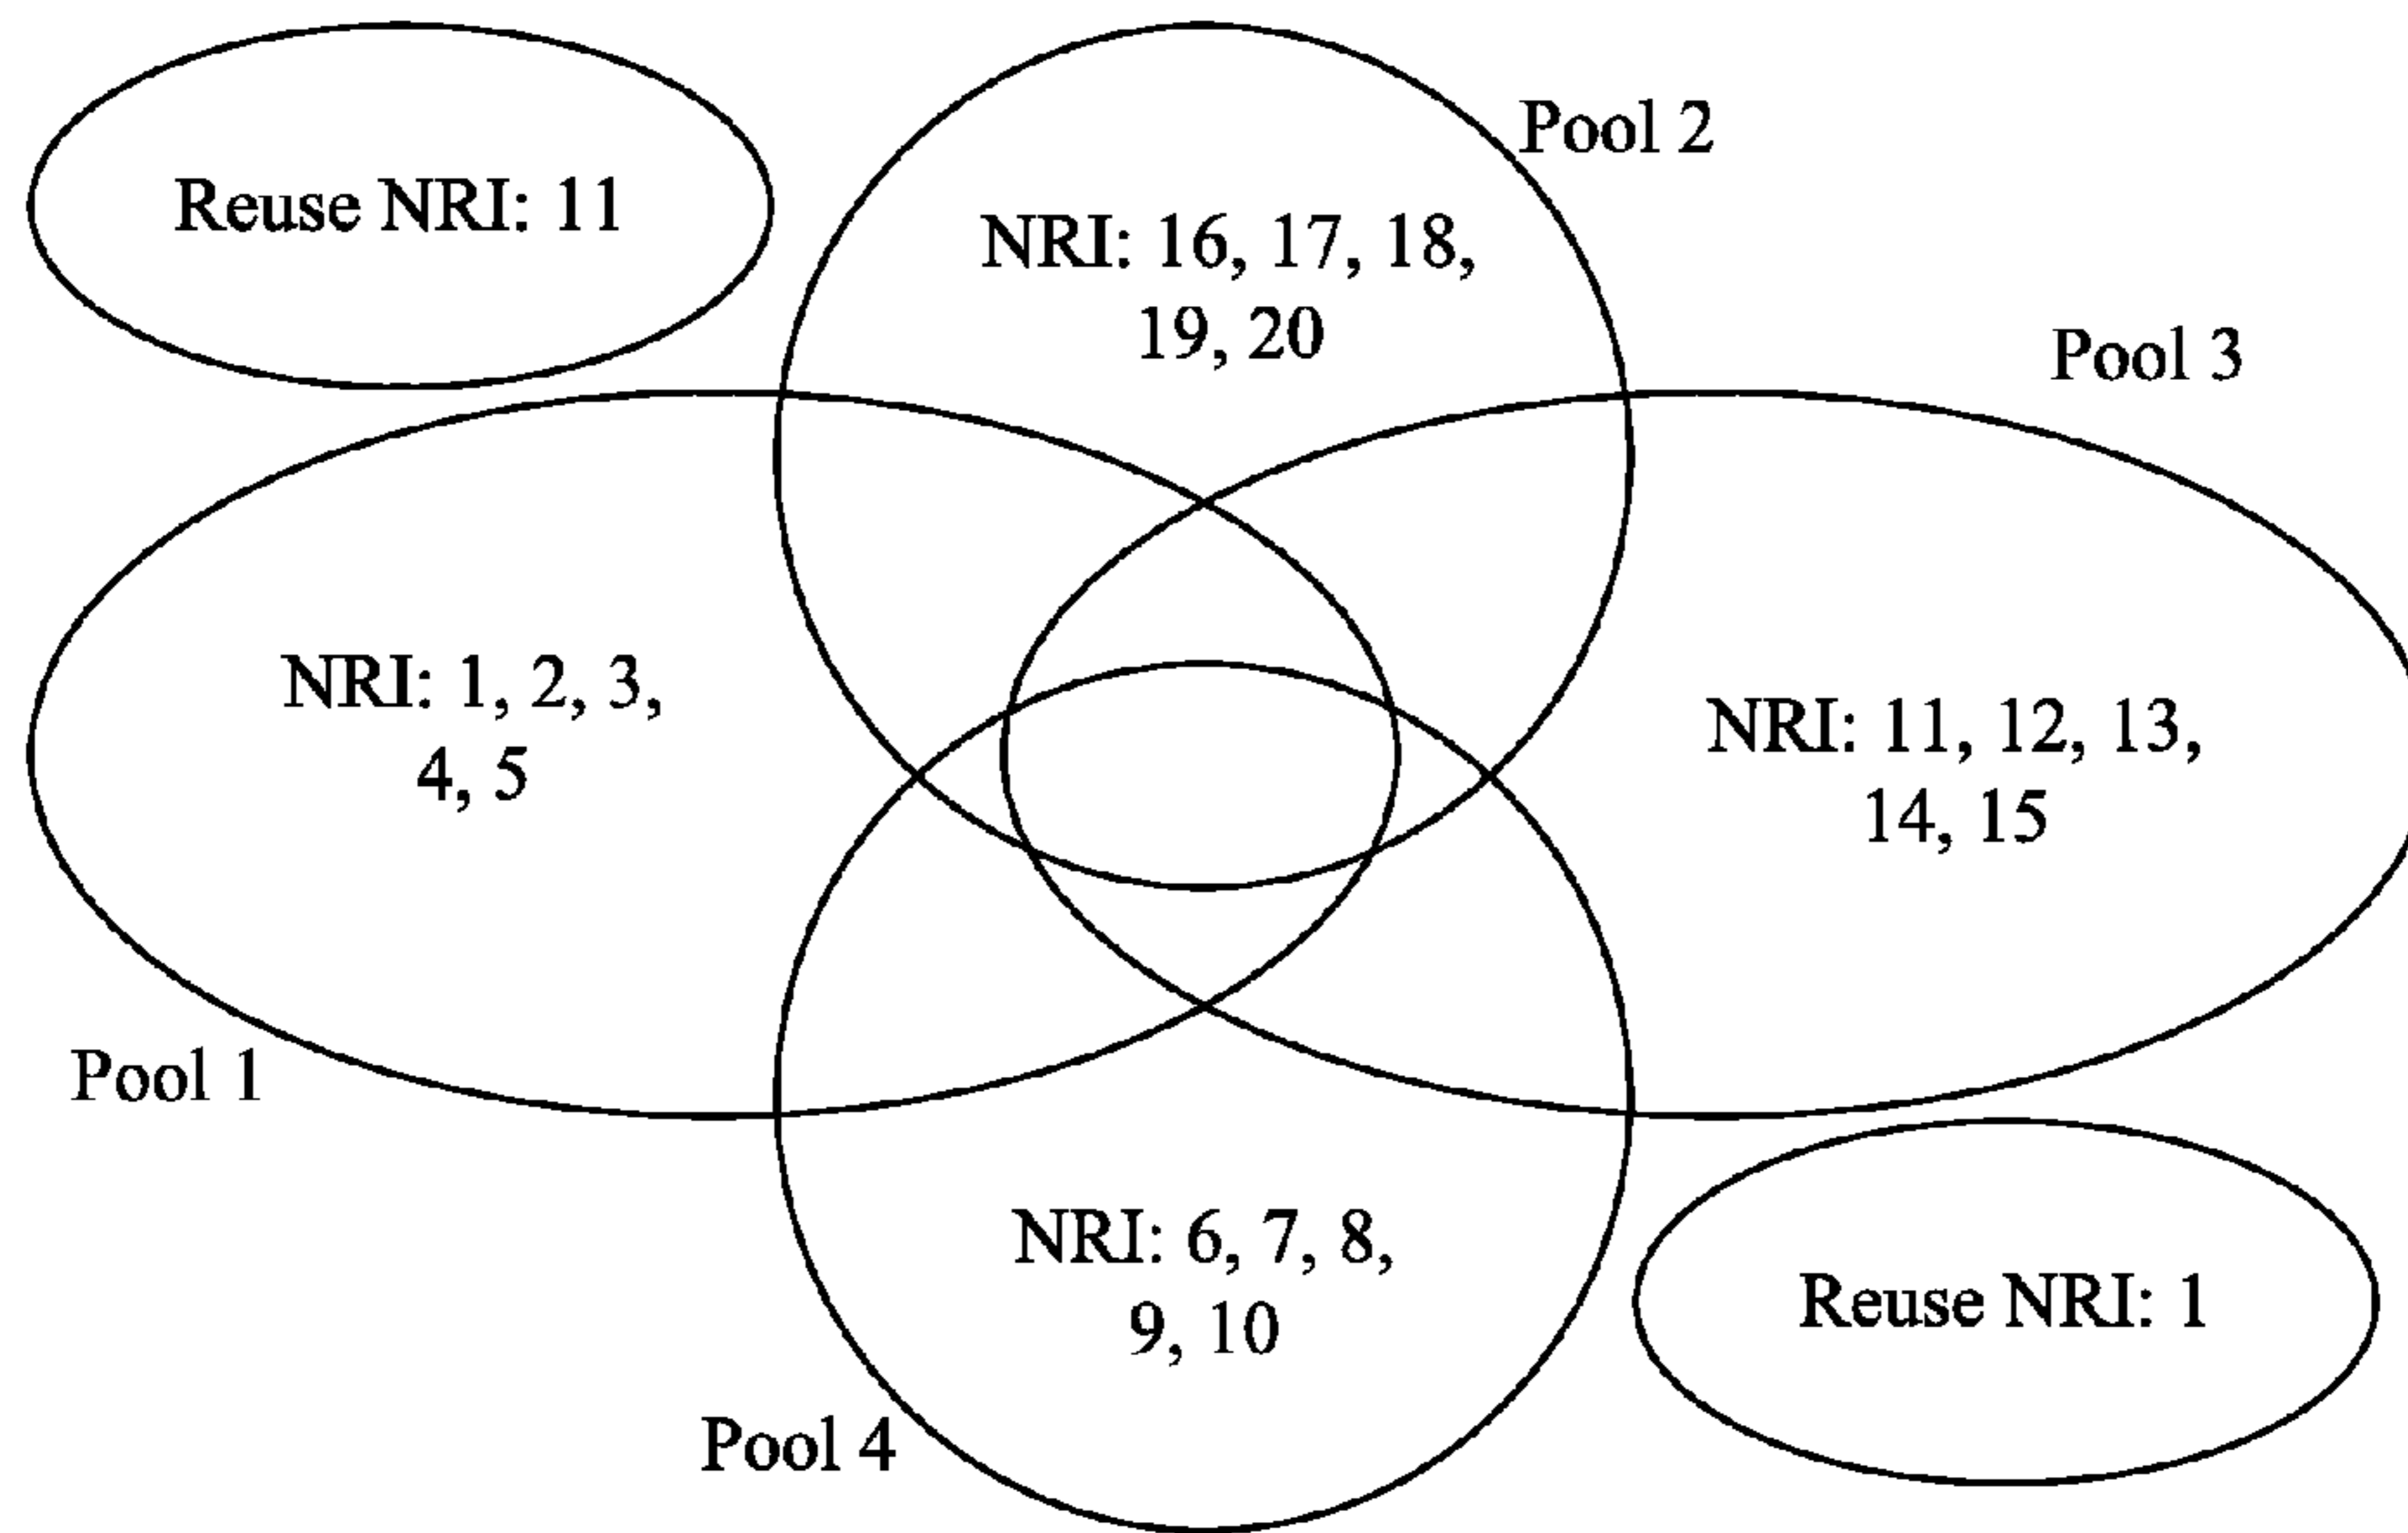 Reuse NRI: 11
Pool 2
NRI: 16, 17, 18,
19, 20
Pool 3
NRI: 1, 2, 3,
4, 5
NRI: 11, 12, 13,
14, 15
Pool 1
NRI: 6, 7, 8,
9, 10
Reuse NRI: 1
Pool 4